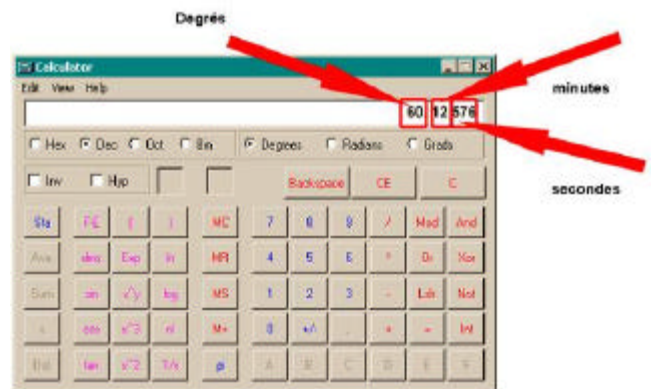 Degrés
Calculator
minutes
Edit View Help
60 12 576
Hex Dec Oct Bin Degrees Radians Grads
Inv Hyp Backspace CE C
secondes
Sta F-E ( ) MC 7 8 9 / Mod And
Ave dms Exp ln MR 4 5 6 * Or Xor
Sum sin x^y log MS 1 2 3 - Lsh Not
s cos x^3 n! M+ 0 +/- . + = Int
Dat tan x^2 1/x pi A B C D E F